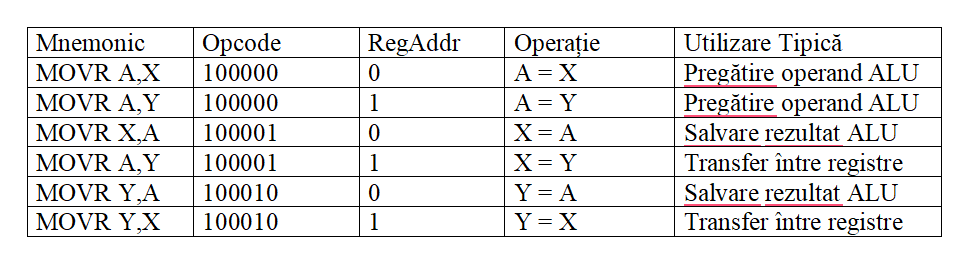 Mnemonic Opcode RegAddr Operație Utilizare Tipică
MOVR A,X 100000 0 A = X Pregătire operand ALU
MOVR A,Y 100000 1 A = Y Pregătire operand ALU
MOVR X,A 100001 0 X = A Salvare rezultat ALU
MOVR A,Y 100001 1 X = Y Transfer între registre
MOVR Y,A 100010 0 Y = A Salvare rezultat ALU
MOVR Y,X 100010 1 Y = X Transfer între registre